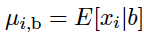 μ_{i,b} = E[x_i|b]